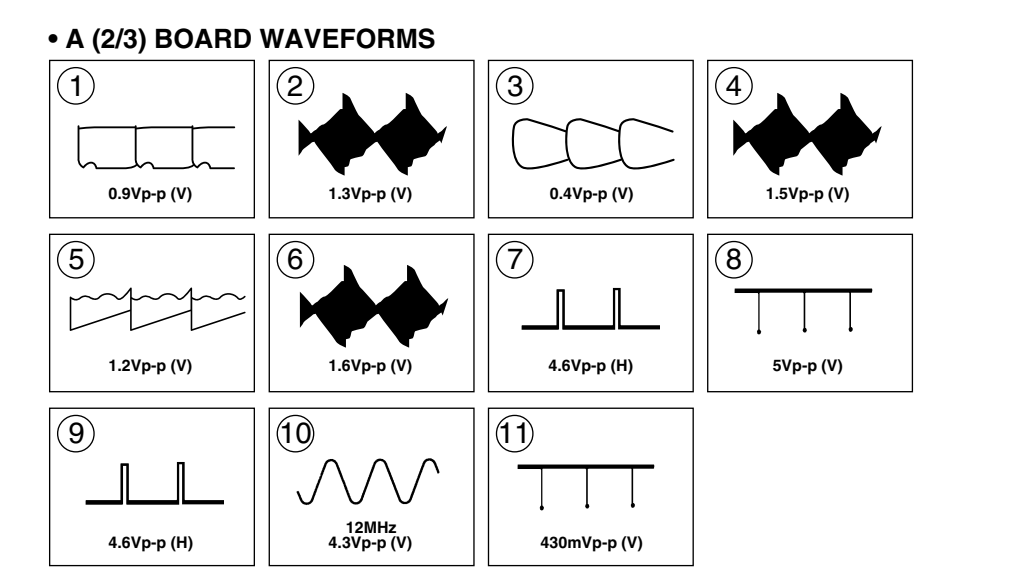 • A (2/3) BOARD WAVEFORMS
1
0.9Vp-p (V)
2
1.3Vp-p (V)
3
0.4Vp-p (V)
4
1.5Vp-p (V)
5
1.2Vp-p (V)
6
1.6Vp-p (V)
7
4.6Vp-p (H)
8
5Vp-p (V)
9
4.6Vp-p (H)
10
12MHz
4.3Vp-p (V)
11
430mVp-p (V)